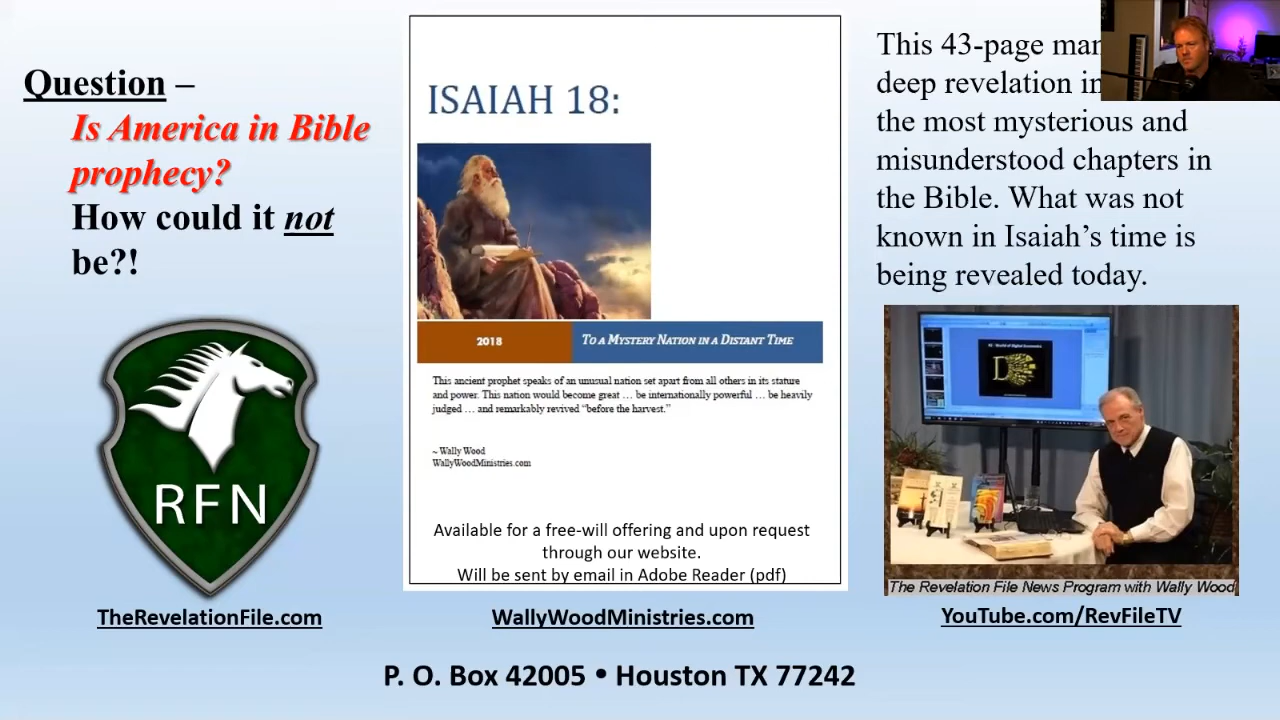 Question –
Is America in Bible
prophecy?
How could it not
be?!
RFN
TheRevelationFile.com
ISAIAH 18:
2018
TO A MYSTERY NATION IN A DISTANT TIME
This ancient prophet speaks of an unusual nation set apart from all others in its stature
and power. This nation would become great … be internationally powerful … be heavily
judged … and remarkably revived “before the harvest.”
~ Wally Wood
WallyWoodMinistries.com
Available for a free-will offering and upon request
through our website.
Will be sent by email in Adobe Reader (pdf)
WallyWoodMinistries.com
This 43-page
deep revelation
the most mysterious and
misunderstood chapters in
the Bible. What was not
known in Isaiah’s time is
being revealed today.
The Revelation File News Program with Wally Wood
YouTube.com/RevFileTV
P. O. Box 42005 • Houston TX 77242